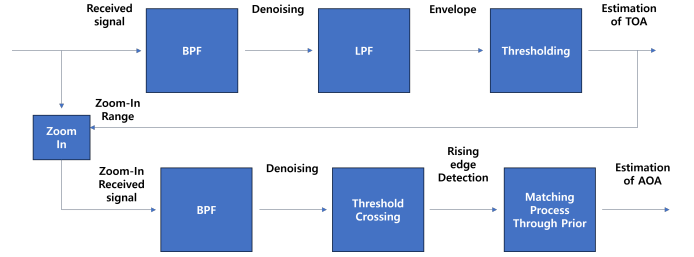 Received
signal
Denoising
Envelope
Estimation
of TOA
BPF
LPF
Thresholding
Zoom-In
Range
Zoom
In
Zoom-In
Received
signal
Denoising
Rising
edge
Detection
Estimation
of AOA
BPF
Threshold
Crossing
Matching
Process
Through Prior